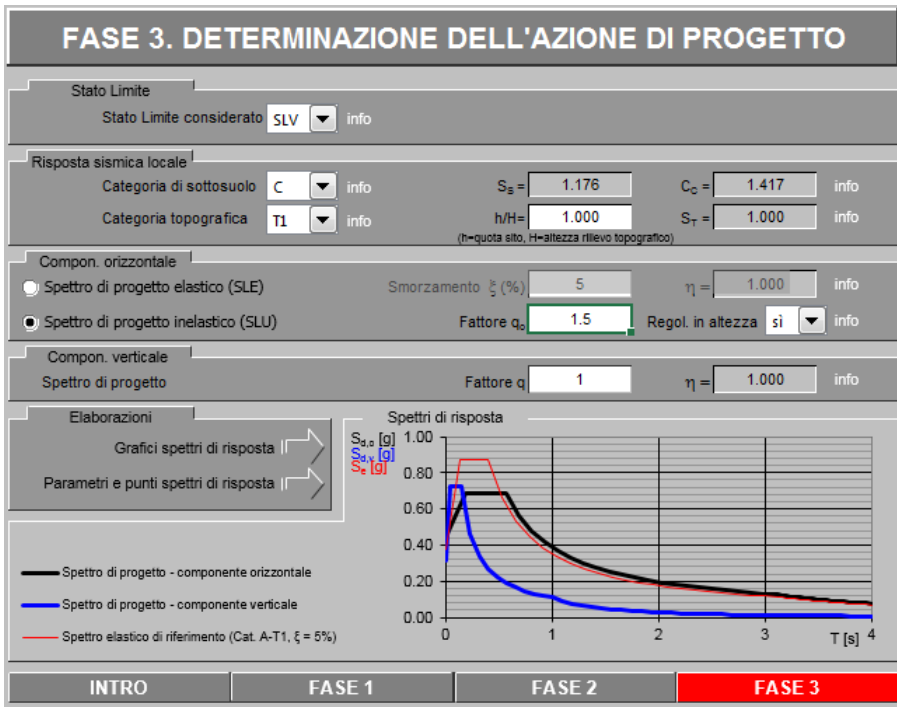 FASE 3. DETERMINAZIONE DELL'AZIONE DI PROGETTO
Stato Limite
Stato Limite considerato SLV info
Risposta sismica locale
Categoria di sottosuolo C info S_S = 1.176 C_C = 1.417 info
Categoria topografica T1 info h/H= 1.000 S_T = 1.000 info
(h=quota sito, H=altezza rilievo topografico)
Compon. orizzontale
Spettro di progetto elastico (SLE) Smorzamento ξ (%) 5 η = 1.000 info
Spettro di progetto inelastico (SLU) Fattore q_o 1.5 Regol. in altezza sì info
Compon. verticale
Spettro di progetto Fattore q 1 η = 1.000 info
Elaborazioni
Grafici spettri di risposta
Parametri e punti spettri di risposta
Spettri di risposta
S_d,o [g]
S_d,v [g]
S_e [g]
1.00
0.80
0.60
0.40
0.20
0.00
0 1 2 3 T [s] 4
Spettro di progetto - componente orizzontale
Spettro di progetto - componente verticale
Spettro elastico di riferimento (Cat. A-T1, ξ = 5%)
INTRO FASE 1 FASE 2 FASE 3